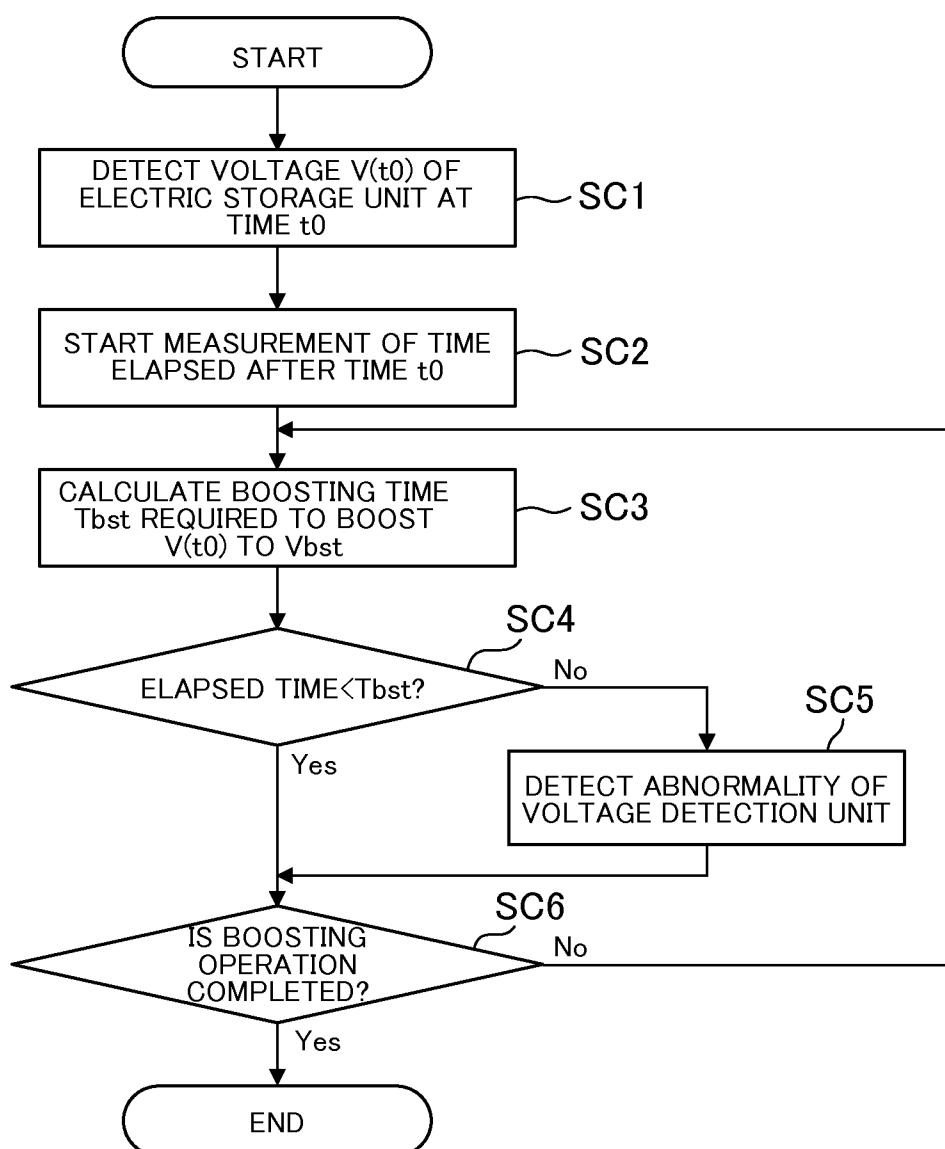 START
DETECT VOLTAGE V(t0) OF
ELECTRIC STORAGE UNIT AT
TIME t0
SC1
START MEASUREMENT OF TIME
ELAPSED AFTER TIME t0
SC2
CALCULATE BOOSTING TIME
Tbst REQUIRED TO BOOST
V(t0) TO Vbst
SC3
SC4
ELAPSED TIME<Tbst?
No
Yes
SC5
DETECT ABNORMALITY OF
VOLTAGE DETECTION UNIT
SC6
IS BOOSTING
OPERATION
COMPLETED?
No
Yes
END